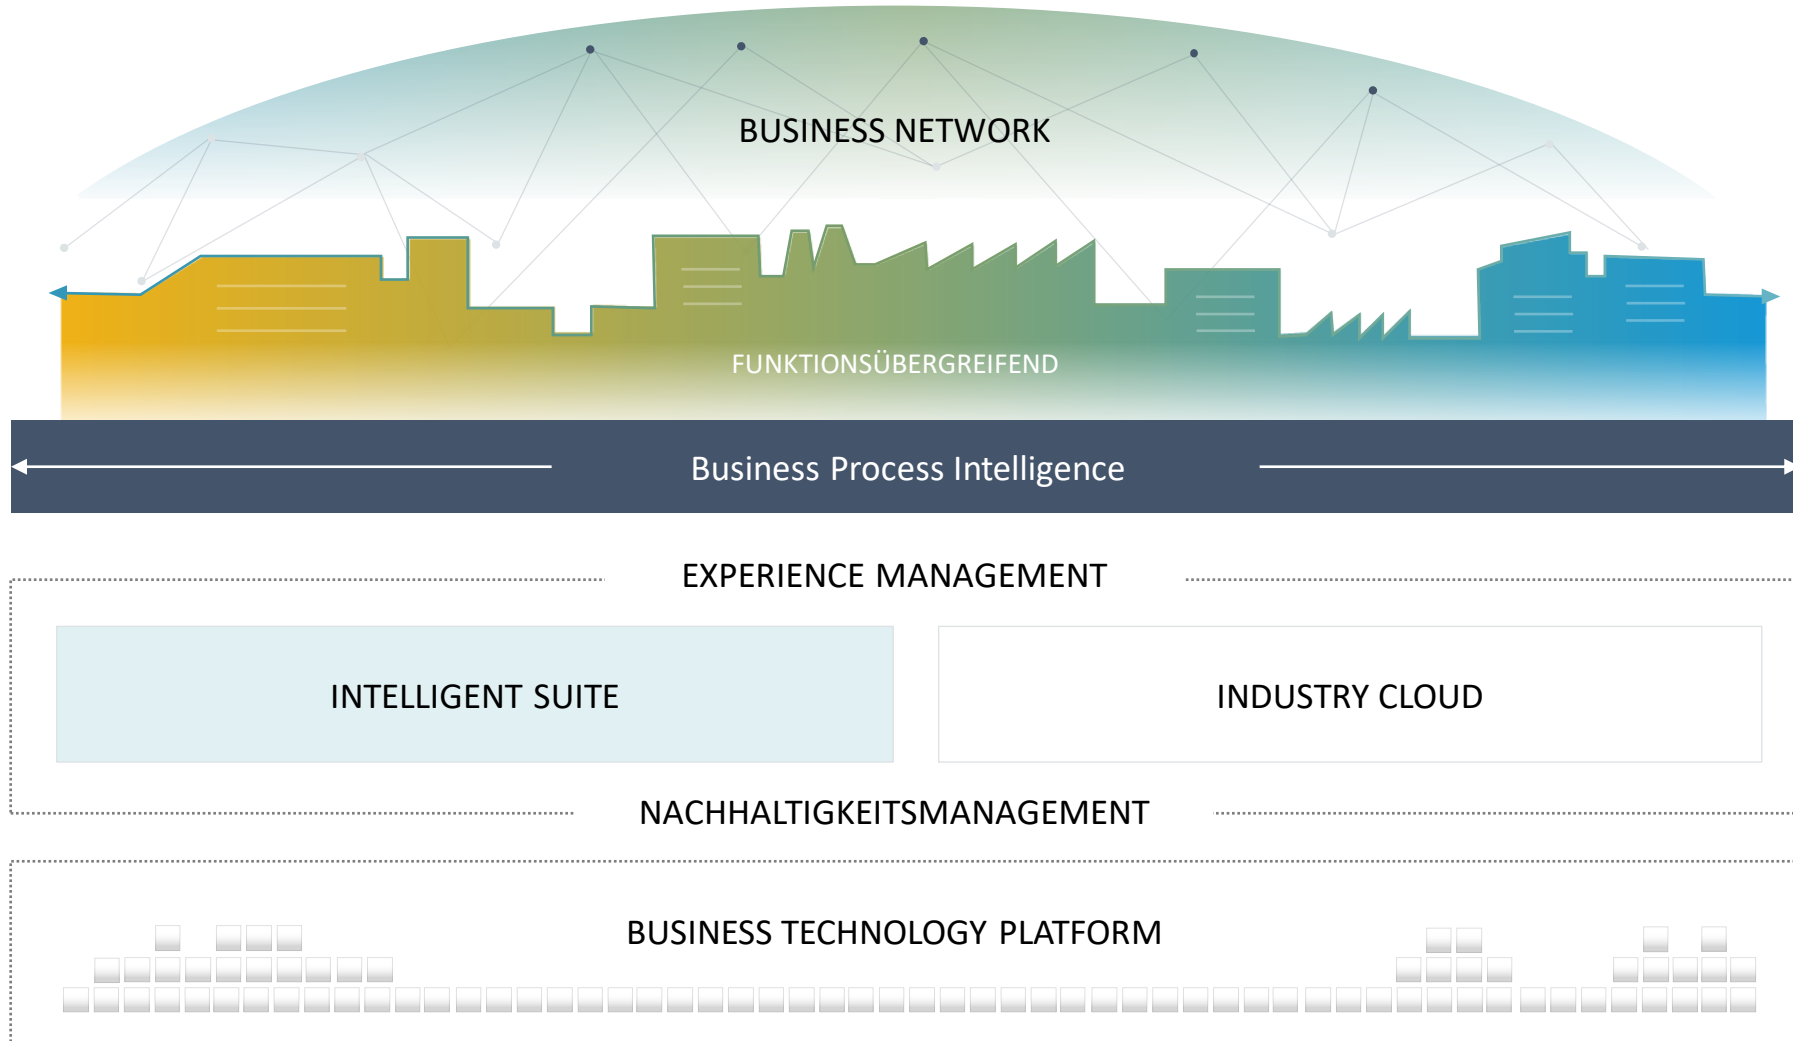 BUSINESS NETWORK
FUNKTIONSÜBERGREIFEND
Business Process Intelligence
EXPERIENCE MANAGEMENT
INTELLIGENT SUITE
INDUSTRY CLOUD
NACHHALTIGKEITSMANAGEMENT
BUSINESS TECHNOLOGY PLATFORM